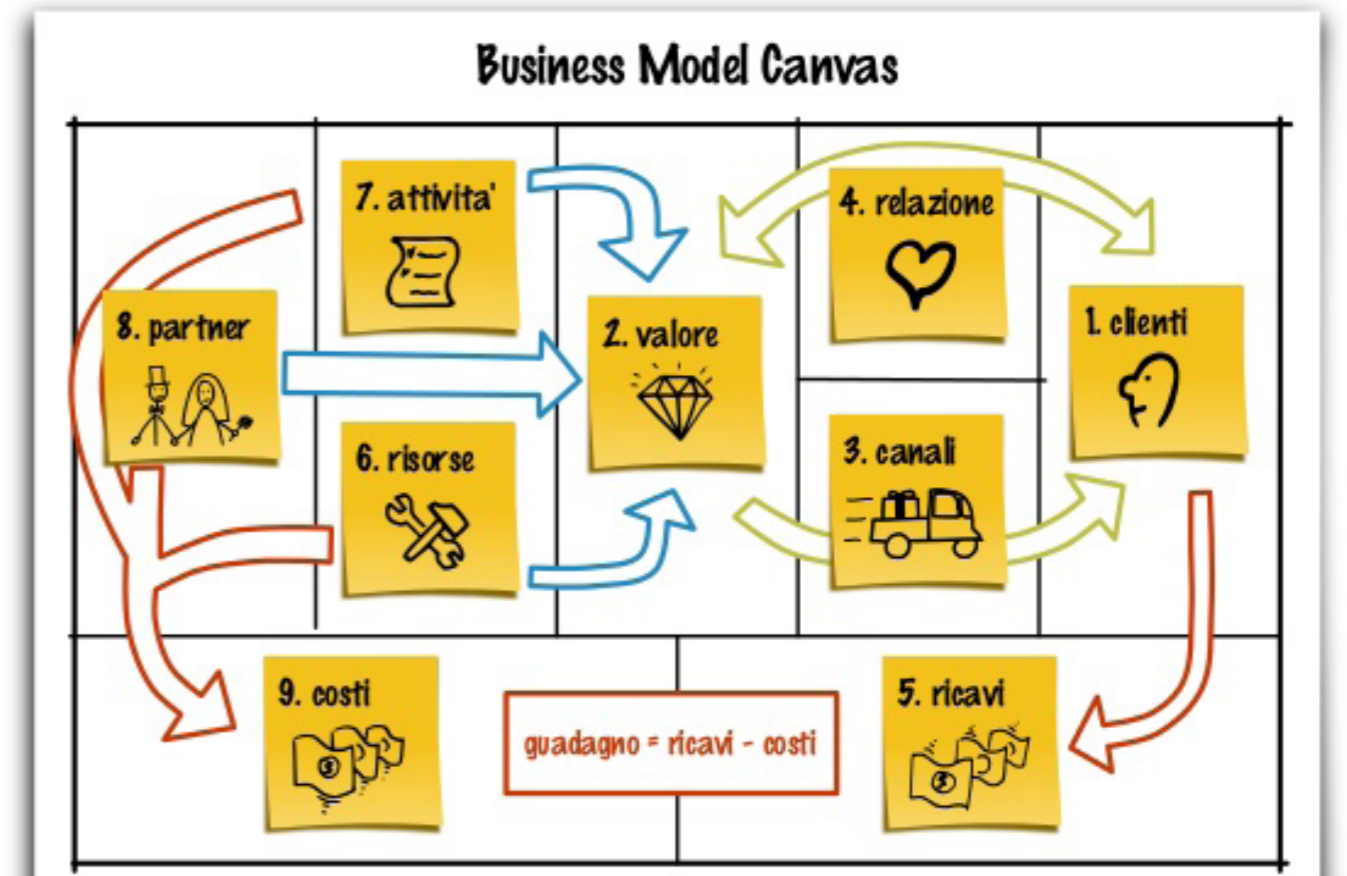 Business Model Canvas
7. attivita'
4. relazione
8. partner
2. valore
1. clienti
6. risorse
3. canali
9. costi
5. ricavi
guadagno = ricavi - costi